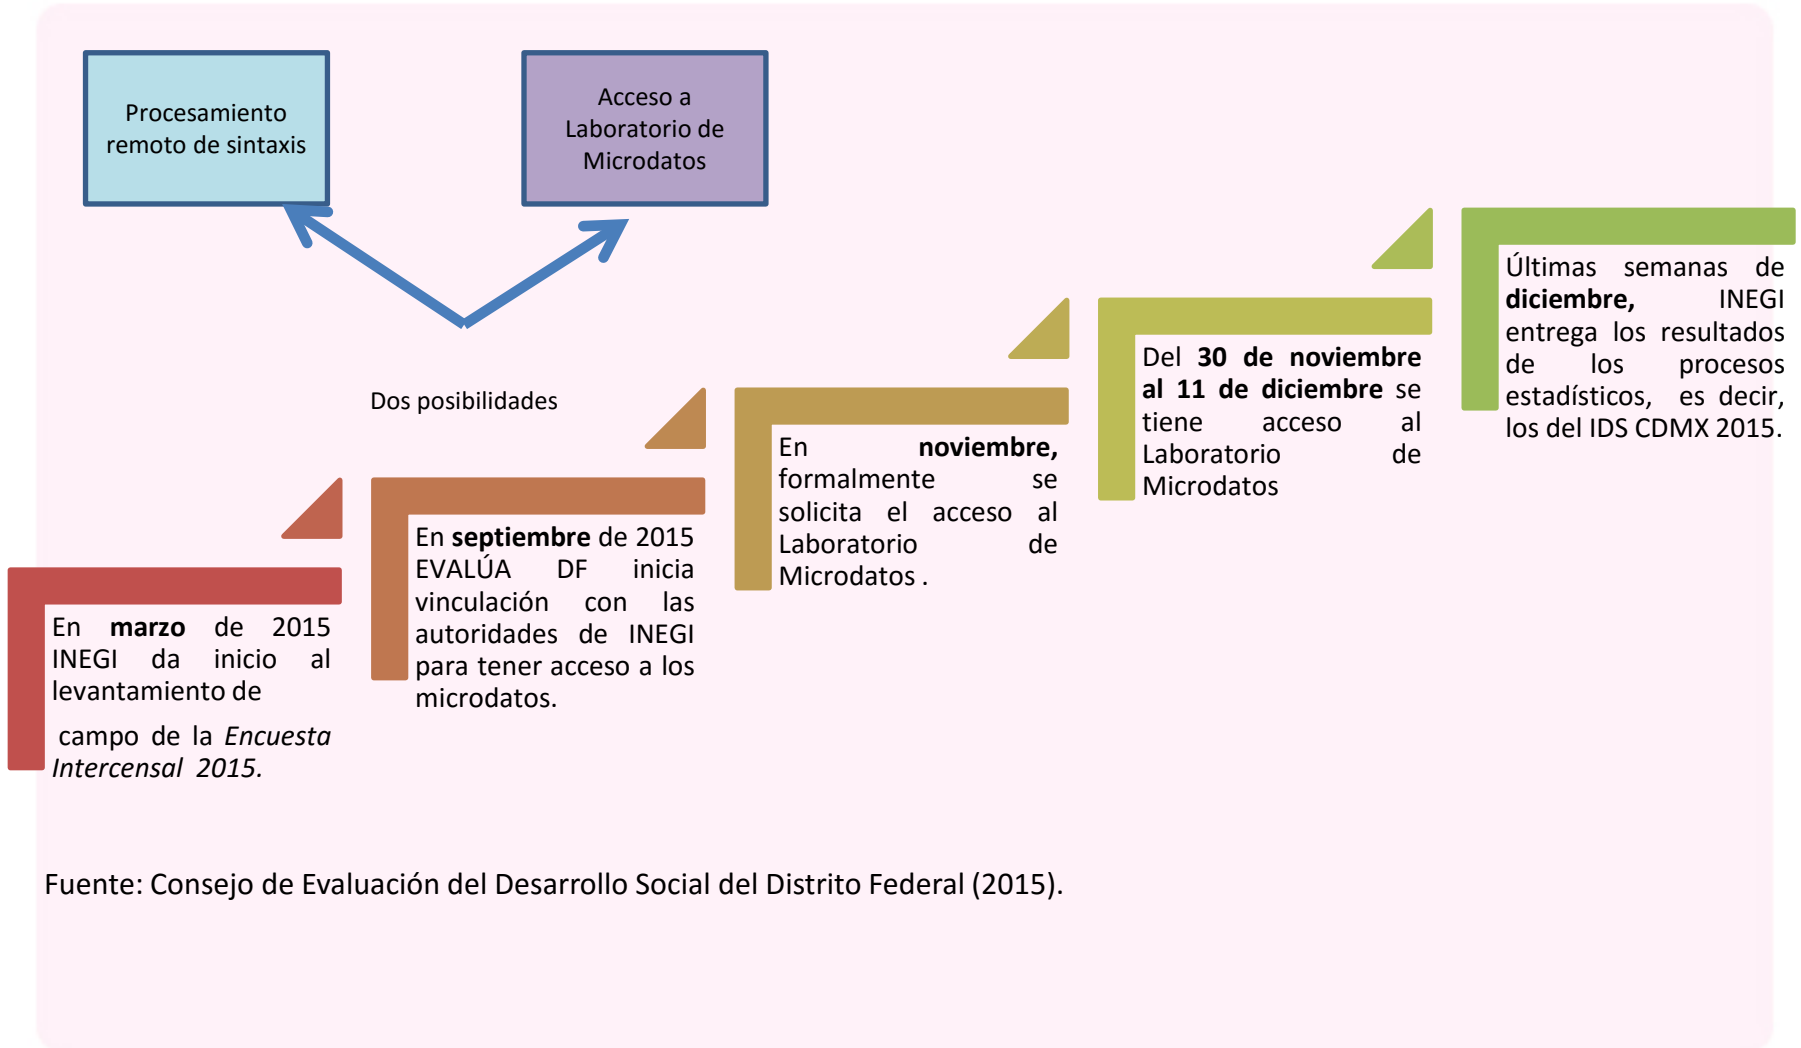 Procesamiento
remoto de sintaxis
Acceso a
Laboratorio de
Microdatos
Dos posibilidades
En marzo de 2015
INEGI da inicio al
levantamiento de
campo de la Encuesta
Intercensal 2015.
En septiembre de 2015
EVALÚA DF inicia
vinculación con las
autoridades de INEGI
para tener acceso a los
microdatos.
En noviembre,
formalmente se
solicita el acceso al
Laboratorio de
Microdatos .
Del 30 de noviembre
al 11 de diciembre se
tiene acceso al
Laboratorio de
Microdatos
Últimas semanas de
diciembre, INEGI
entrega los resultados
de los procesos
estadísticos, es decir,
los del IDS CDMX 2015.
Fuente: Consejo de Evaluación del Desarrollo Social del Distrito Federal (2015).